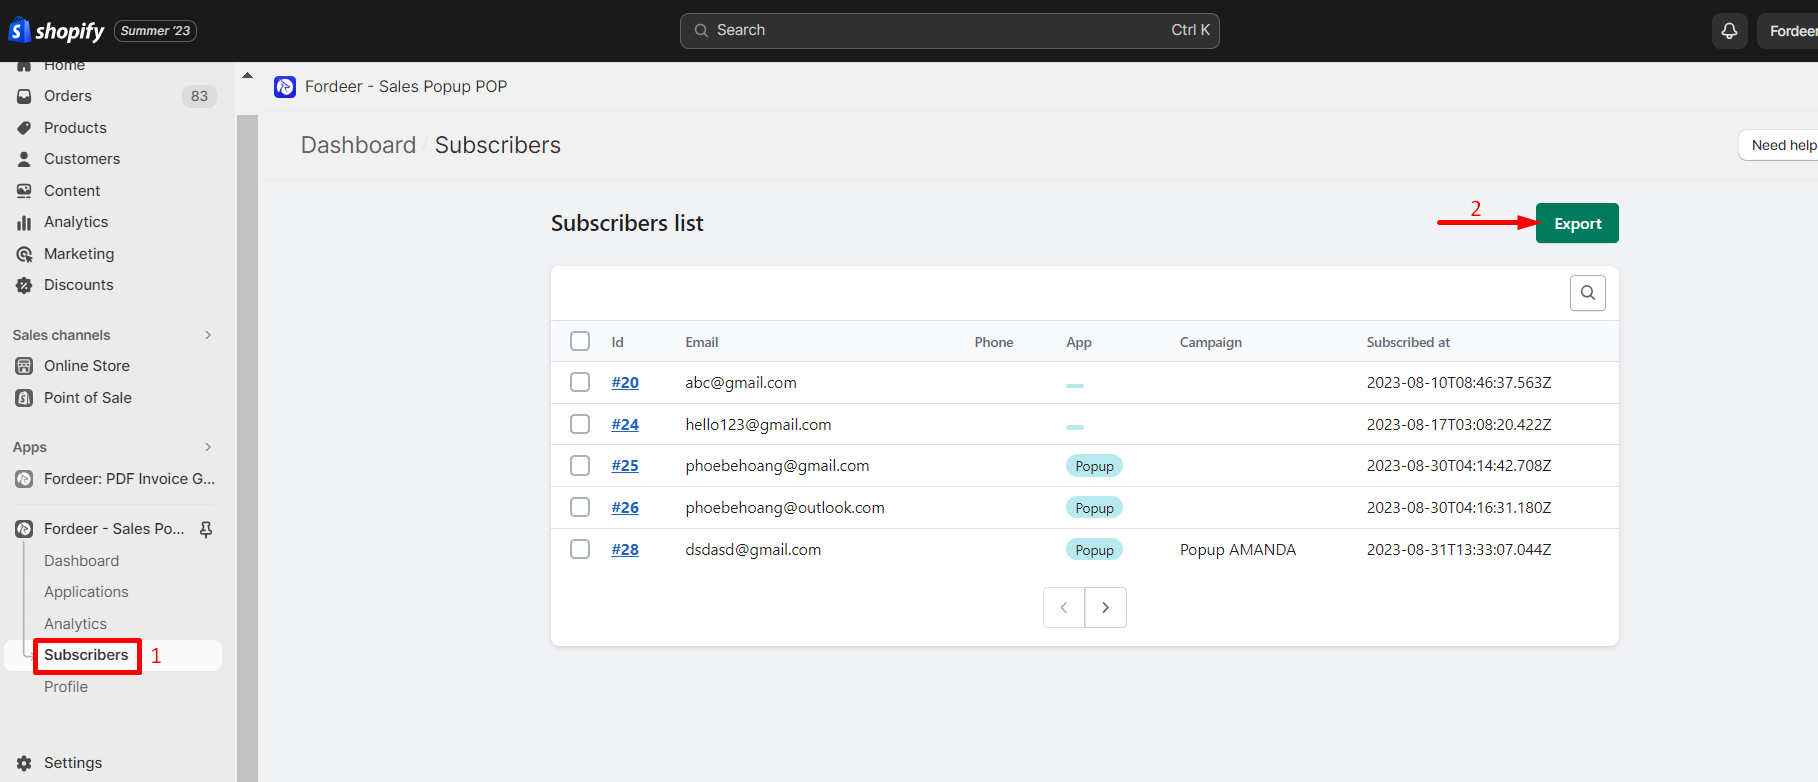 shopify Summer '23
Search Ctrl K
Fordeer
Home
Orders 83
Products
Customers
Content
Analytics
Marketing
Discounts
Sales channels
Online Store
Point of Sale
Apps
Fordeer: PDF Invoice G...
Fordeer - Sales Po...
Dashboard
Applications
Analytics
Subscribers 1
Profile
Settings
Fordeer - Sales Popup POP
Dashboard / Subscribers
Need help
Subscribers list
2
Export
Id Email Phone App Campaign Subscribed at
#20 abc@gmail.com 2023-08-10T08:46:37.563Z
#24 hello123@gmail.com 2023-08-17T03:08:20.422Z
#25 phoebehoang@gmail.com Popup 2023-08-30T04:14:42.708Z
#26 phoebehoang@outlook.com Popup 2023-08-30T04:16:31.180Z
#28 dsdasd@gmail.com Popup Popup AMANDA 2023-08-31T13:33:07.044Z